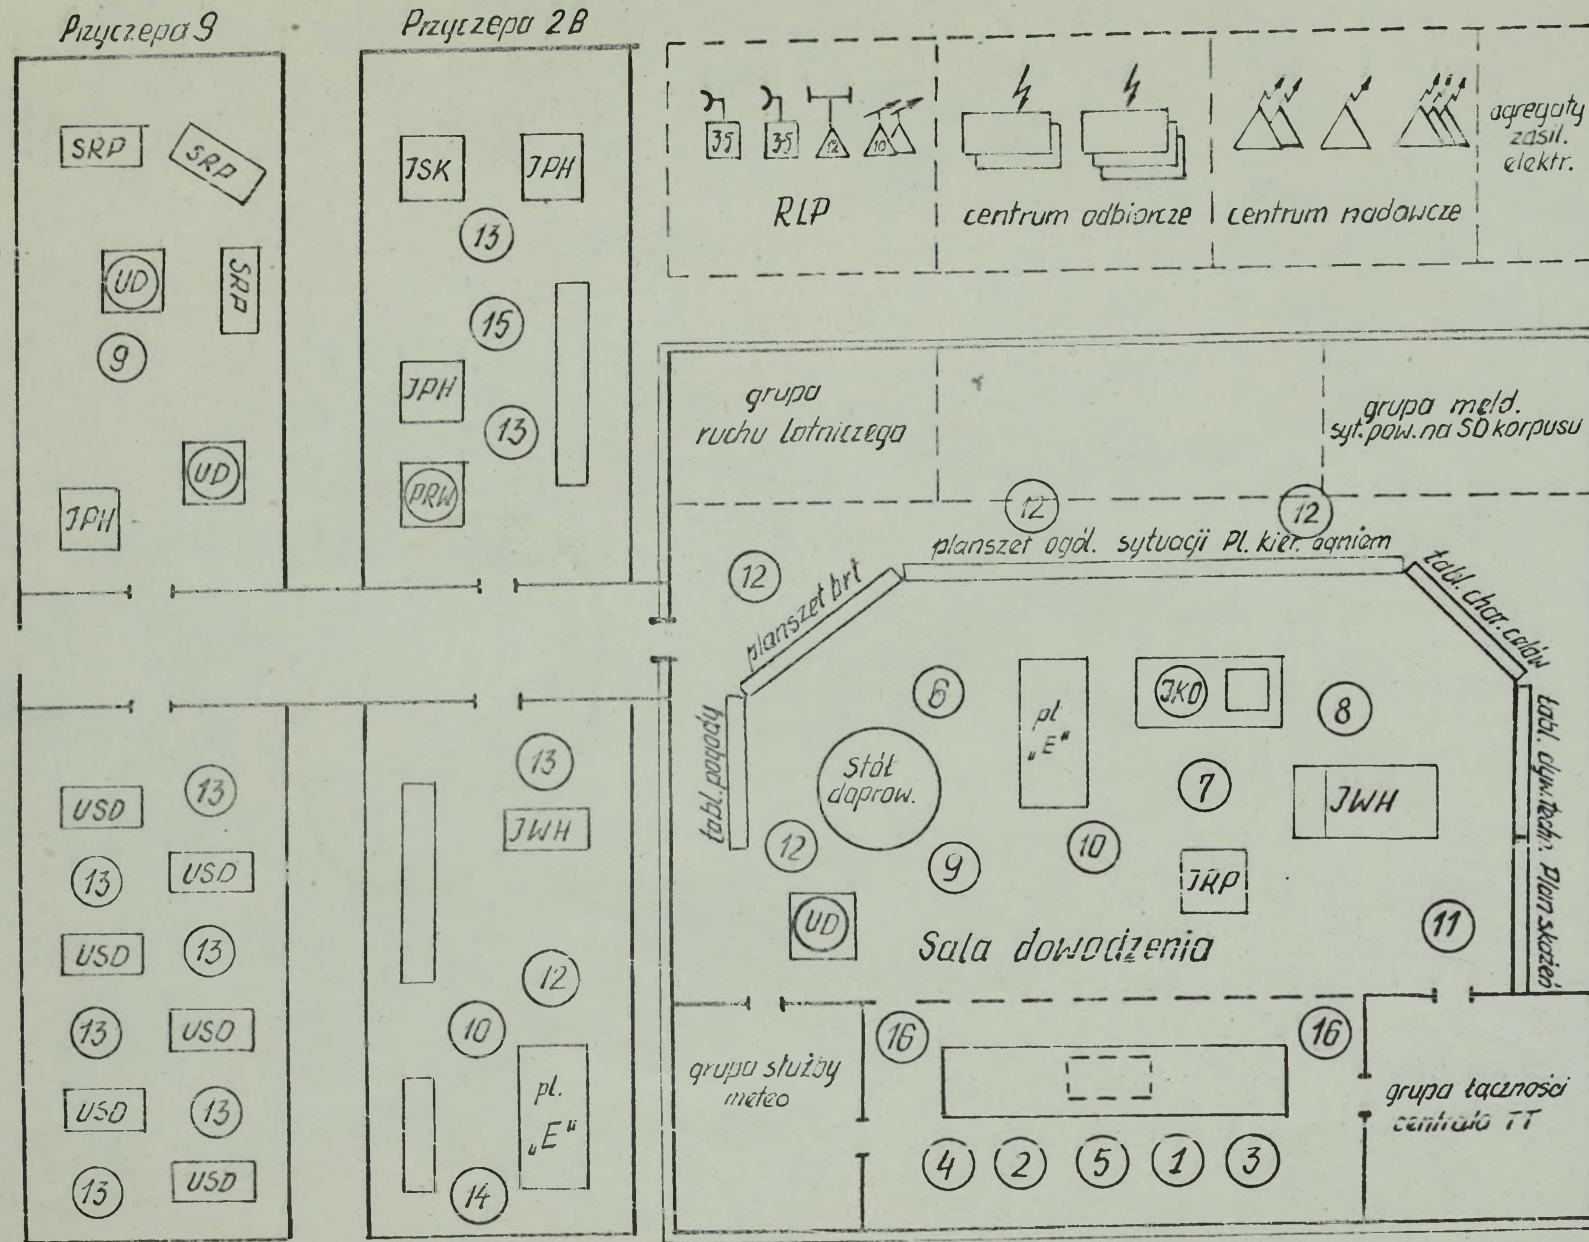 Przyczepa 9
SRP
SRP
UD
SRP
9
UD
JPH
Przyczepa 2B
JSK
JPH
13
15
JPH
13
PRW
35
35
12
10
RLP
centrum odbiorcze
centrum nadawcze
agregaty
zasil.
elektr.
grupa
ruchu lotniczego
grupa meld.
syt. pow. na SD korpusu
12
12
12
planszet ogól. sytuacji Pl. kier. ogniem
planszet brt
tabl. pogody
tabl. char. celów
tabl. dyw. techn. Plan skażeń
6
pl
„E"
JKO
8
Stół
doprow.
7
JWH
12
9
10
JRP
UD
11
Sala dowodzenia
USD
13
13
USD
USD
13
13
USD
USD
13
13
USD
13
JWH
12
10
pl.
„E"
14
grupa służby
meteo
16
16
4
2
5
1
3
grupa łączności
centrala TT